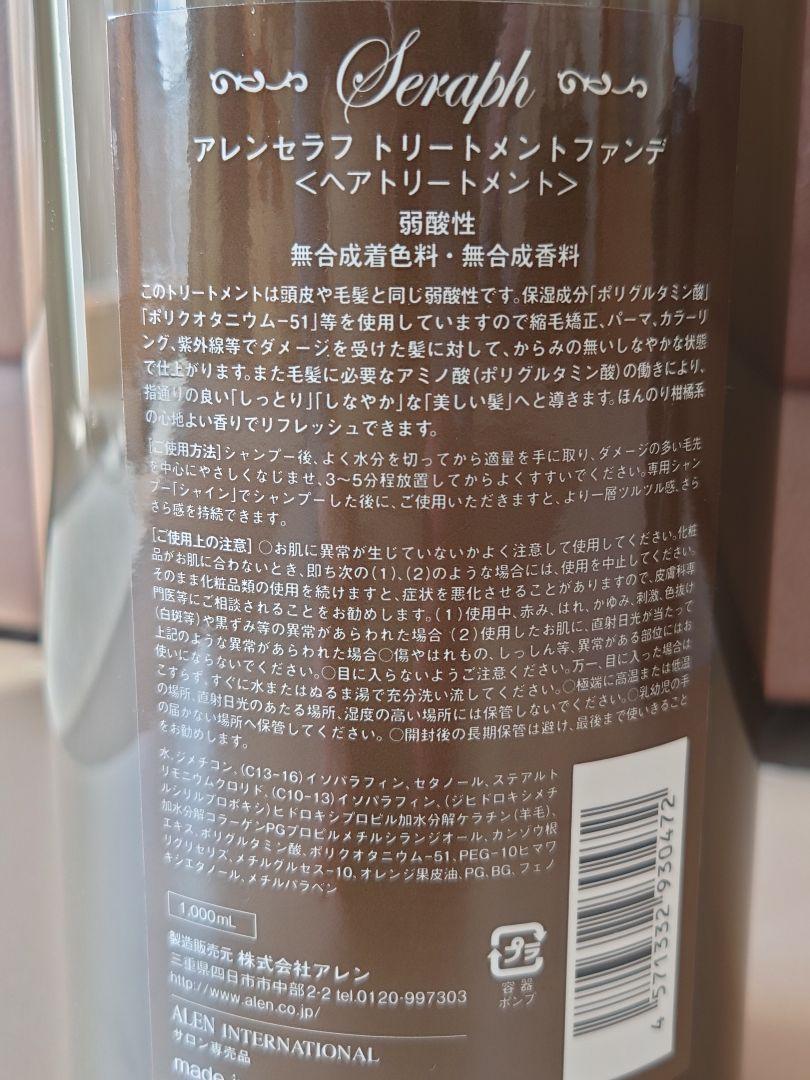 Seraph
アレンセラフ トリートメントファンデ
<ヘアトリートメント>
弱酸性
無合成着色料・無合成香料
このトリートメントは頭皮や毛髪と同じ弱酸性です。保湿成分「ポリグルタミン酸」
「ポリクオタニウム-51」等を使用していますので縮毛矯正、パーマ、カラーリ
ング、紫外線等でダメージを受けた髪に対して、からみの無いしなやかな状態
で仕上がります。また毛髪に必要なアミノ酸(ポリグルタミン酸)の働きにより、
指通りの良い「しっとり」「しなやか」な「美しい髪」へと導きます。ほんのり柑橘系
の心地よい香りでリフレッシュできます。
[ご使用方法]シャンプー後、よく水分を切ってから適量を手に取り、ダメージの多い毛先
を中心にやさしくなじませ、3〜5分程放置してからよくすすいでください。専用シャン
プー「シャイン」でシャンプーした後に、ご使用いただきますと、より一層ツルツル感、さら
さら感を持続できます。
[ご使用上の注意] ○お肌に異常が生じていないかよく注意して使用してください。化粧
品がお肌に合わないとき、即ち次の(1)、(2)のような場合には、使用を中止してください。
そのまま化粧品類の使用を続けますと、症状を悪化させることがありますので、皮膚科専
門医等にご相談されることをお勧めします。(1)使用中、赤み、はれ、かゆみ、刺激、色抜け
(白斑等)や黒ずみ等の異常があらわれた場合 (2)使用したお肌に、直射日光が当たって
上記のような異常があらわれた場合○傷やはれもの、しっしん等、異常がある部位にはお
使いにならないでください。○目に入らないようご注意ください。万一、目に入った場合は
こすらず、すぐに水またはぬるま湯で充分洗い流してください。○極端に高温または低温
の場所、直射日光のあたる場所、湿度の高い場所には保管しないでください。○乳幼児の手
の届かない場所へ保管してください。○開封後の長期保管は避け、最後まで使いきること
をお勧めします。
水、ジメチコン、(C13-16)イソパラフィン、セタノール、ステアルト
リモニウムクロリド、(C10-13)イソパラフィン、(ジヒドロキシメチ
ルシリルプロポキシ)ヒドロキシプロピル加水分解ケラチン(羊毛)、
加水分解コラーゲンPGプロピルメチルシランジオール、カンゾウ根
エキス、ポリグルタミン酸、ポリクオタニウム-51、PEG-10ヒマワ
リグリセリズ、メチルグルセス-10、オレンジ果皮油、PG、BG、フェノ
キシエタノール、メチルパラベン
1,000mL
製造販売元 株式会社アレン
三重県四日市市中部2-2 tel.0120-997303
http://www.alen.co.jp/
ALEN INTERNATIONAL
サロン専売品
made
プラ
容器
ポンプ
4 571332 930472